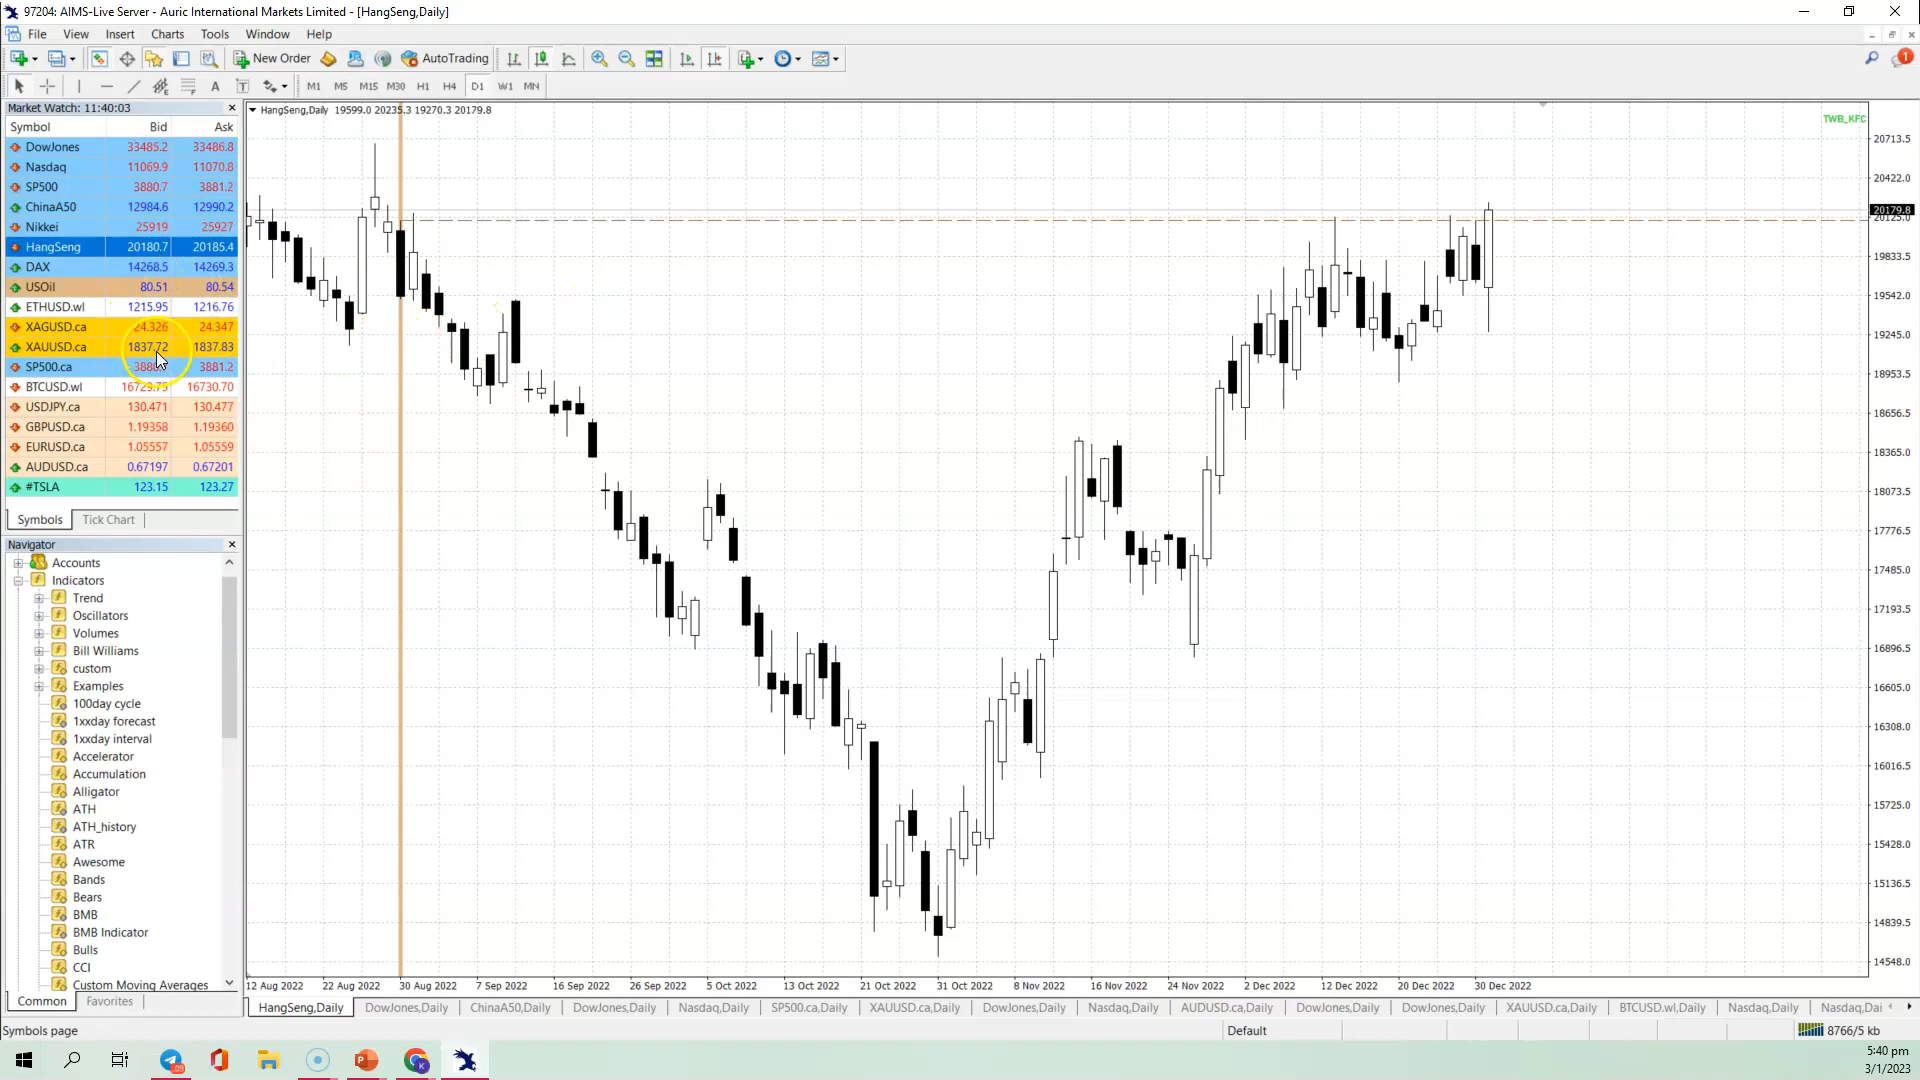 97204: AIMS-Live Server - Auric International Markets Limited - [HangSeng,Daily]
File View Insert Charts Tools Window Help
New Order AutoTrading 1
A T M1 M5 M15 M30 H1 H4 D1 W1 MN
Market Watch: 11:40:03
Symbol Bid Ask
DowJones 33485.2 33486.8
Nasdaq 11069.9 11070.8
SP500 3880.7 3881.2
ChinaA50 12984.6 12990.2
Nikkei 25919 25927
HangSeng 20180.7 20185.4
DAX 14268.5 14269.3
USOil 80.51 80.54
ETHUSD.wl 1215.95 1216.76
XAGUSD.ca 24.326 24.347
XAUUSD.ca 1837.72 1837.83
SP500.ca 3881.2
BTCUSD.wl 16729.75 16730.70
USDJPY.ca 130.471 130.477
GBPUSD.ca 1.19358 1.19360
EURUSD.ca 1.05557 1.05559
AUDUSD.ca 0.67197 0.67201
#TSLA 123.15 123.27
Symbols Tick Chart
Navigator
Accounts
Indicators
Trend
Oscillators
Volumes
Bill Williams
custom
Examples
100day cycle
1xxday forecast
1xxday interval
Accelerator
Accumulation
Alligator
ATH
ATH_history
ATR
Awesome
Bands
Bears
BMB
BMB Indicator
Bulls
CCI
Custom Moving Averages
Common Favorites
HangSeng,Daily 19599.0 20235.3 19270.3 20179.8
TWB_KFC
20713.5
20422.0
20179.8
20125.0
19833.5
19542.0
19245.0
18953.5
18656.5
18365.0
18073.5
17776.5
17485.0
17193.5
16896.5
16605.0
16308.0
16016.5
15725.0
15428.0
15136.5
14839.5
14548.0
12 Aug 2022 22 Aug 2022 30 Aug 2022 7 Sep 2022 16 Sep 2022 26 Sep 2022 5 Oct 2022 13 Oct 2022 21 Oct 2022 31 Oct 2022 8 Nov 2022 16 Nov 2022 24 Nov 2022 2 Dec 2022 12 Dec 2022 20 Dec 2022 30 Dec 2022
HangSeng,Daily DowJones,Daily ChinaA50,Daily DowJones,Daily Nasdaq,Daily SP500.ca,Daily XAUUSD.ca,Daily DowJones,Daily Nasdaq,Daily AUDUSD.ca,Daily DowJones,Daily DowJones,Daily XAUUSD.ca,Daily BTCUSD.wl,Daily Nasdaq,Daily Nasdaq,Dai
Symbols page Default 8766/5 kb
5:40 pm
3/1/2023